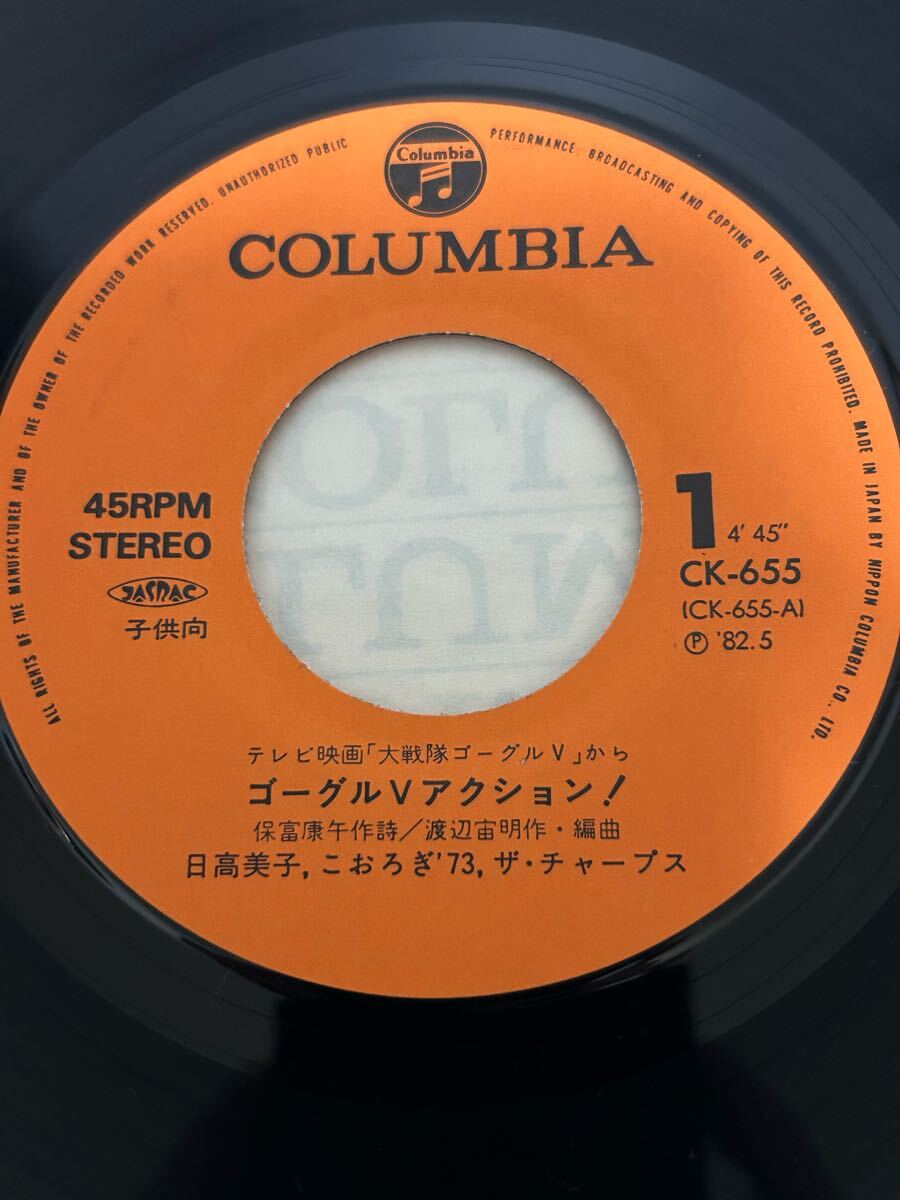 Columbia
COLUMBIA
ALL RIGHTS OF THE MANUFACTURER AND OF THE OWNER OF THE RECORDED WORK RESERVED. UNAUTHORIZED PUBLIC PERFORMANCE. BROADCASTING AND COPYING OF THIS RECORD PROHIBITED. MADE IN JAPAN BY NIPPON COLUMBIA CO., LTD.
45RPM
STEREO
JASRAC
子供向
1 4′ 45″
CK-655
(CK-655-A)
Ⓟ '82.5
テレビ映画「大戦隊ゴーグルV」から
ゴーグルVアクション!
保富康午作詩/渡辺宙明作・編曲
日高美子,こおろぎ'73,ザ・チャープス